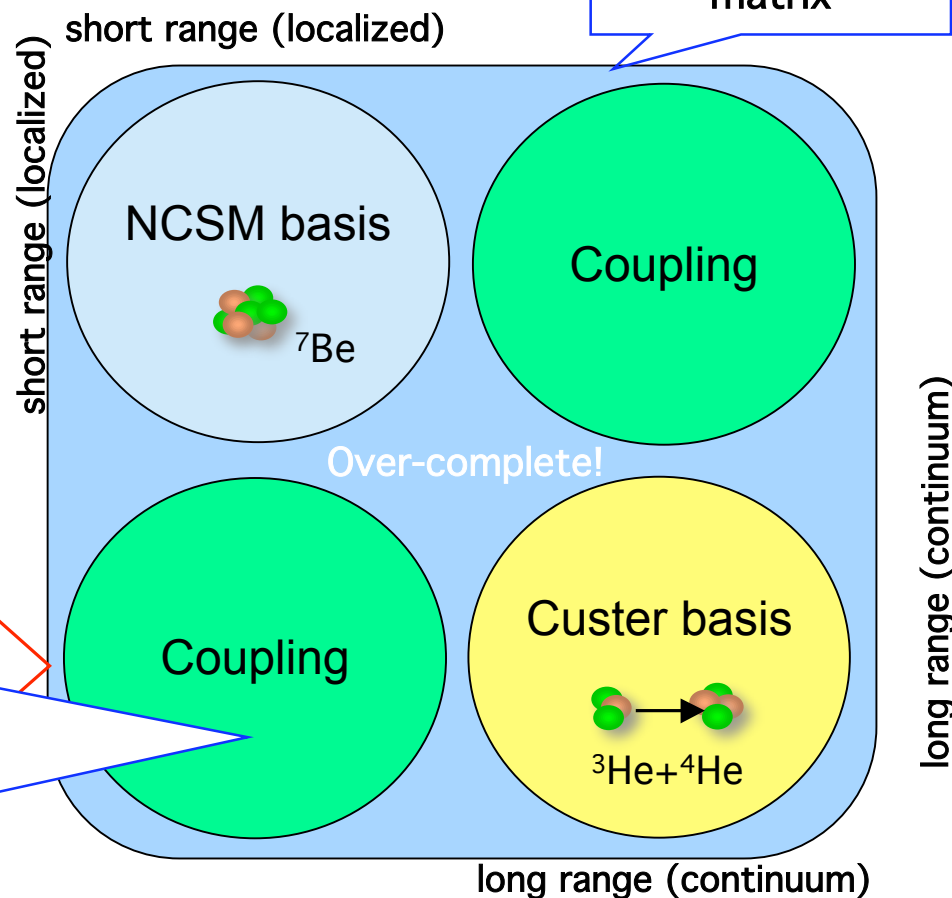 matrix
short range (localized)
short range (localized)
NCSM basis
⁷Be
Coupling
Over-complete!
Coupling
Custer basis
³He+⁴He
long range (continuum)
long range (continuum)